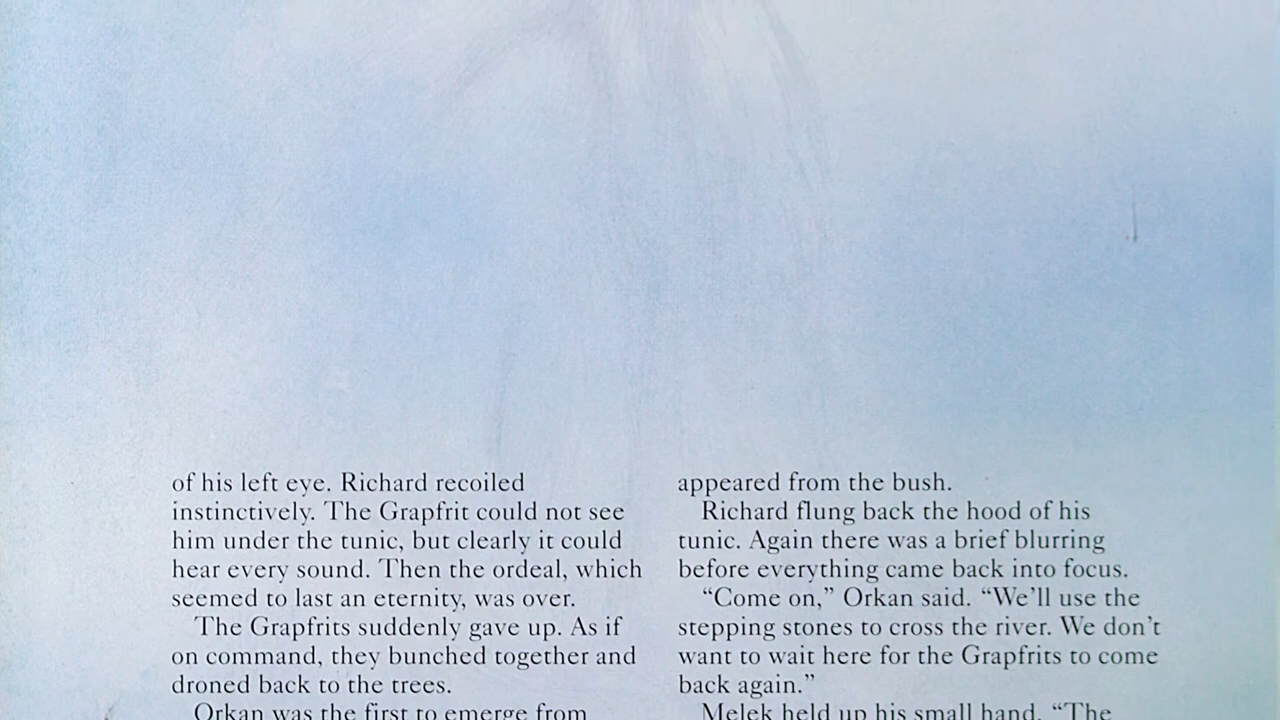 of his left eye. Richard recoiled
instinctively. The Grapfrit could not see
him under the tunic, but clearly it could
hear every sound. Then the ordeal, which
seemed to last an eternity, was over.
The Grapfrits suddenly gave up. As if
on command, they bunched together and
droned back to the trees.
Orkan was the first to emerge from
appeared from the bush.
Richard flung back the hood of his
tunic. Again there was a brief blurring
before everything came back into focus.
“Come on,” Orkan said. “We’ll use the
stepping stones to cross the river. We don’t
want to wait here for the Grapfrits to come
back again.”
Melek held up his small hand. “The